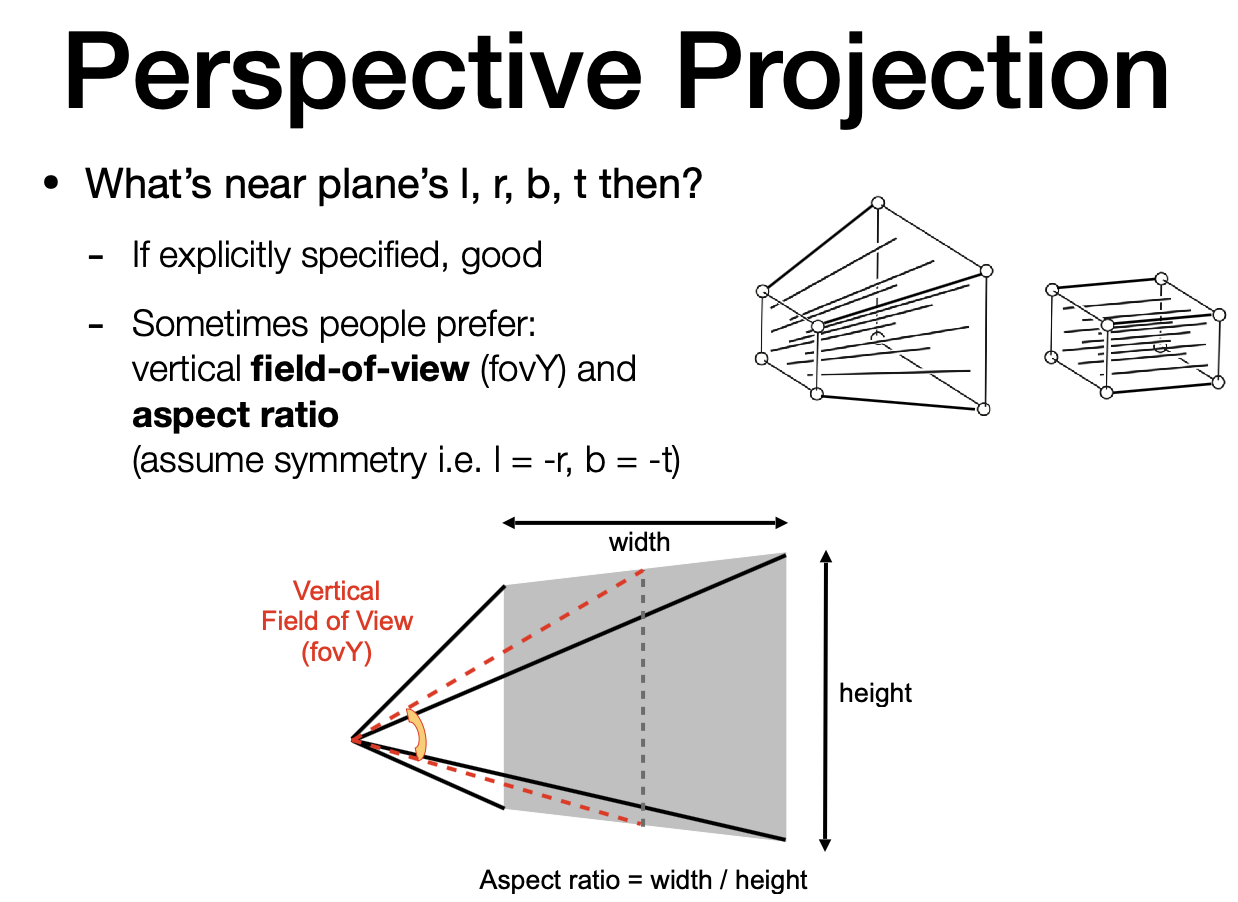 Perspective Projection
• What’s near plane’s l, r, b, t then?
- If explicitly specified, good
- Sometimes people prefer:
vertical field-of-view (fovY) and
aspect ratio
(assume symmetry i.e. l = -r, b = -t)
width
Vertical
Field of View
(fovY)
height
Aspect ratio = width / height